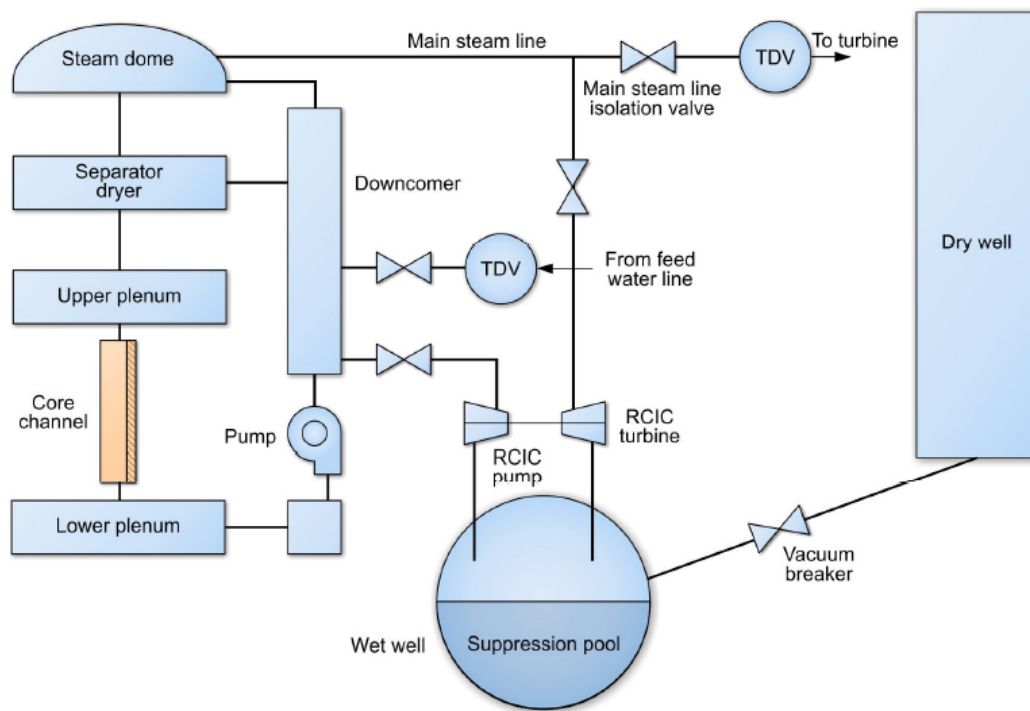 Steam dome
Main steam line
TDV
To turbine
Main steam line
isolation valve
Separator
dryer
Downcomer
TDV
From feed
water line
Dry well
Upper plenum
Core
channel
Pump
RCIC
turbine
RCIC
pump
Lower plenum
Vacuum
breaker
Wet well
Suppression pool